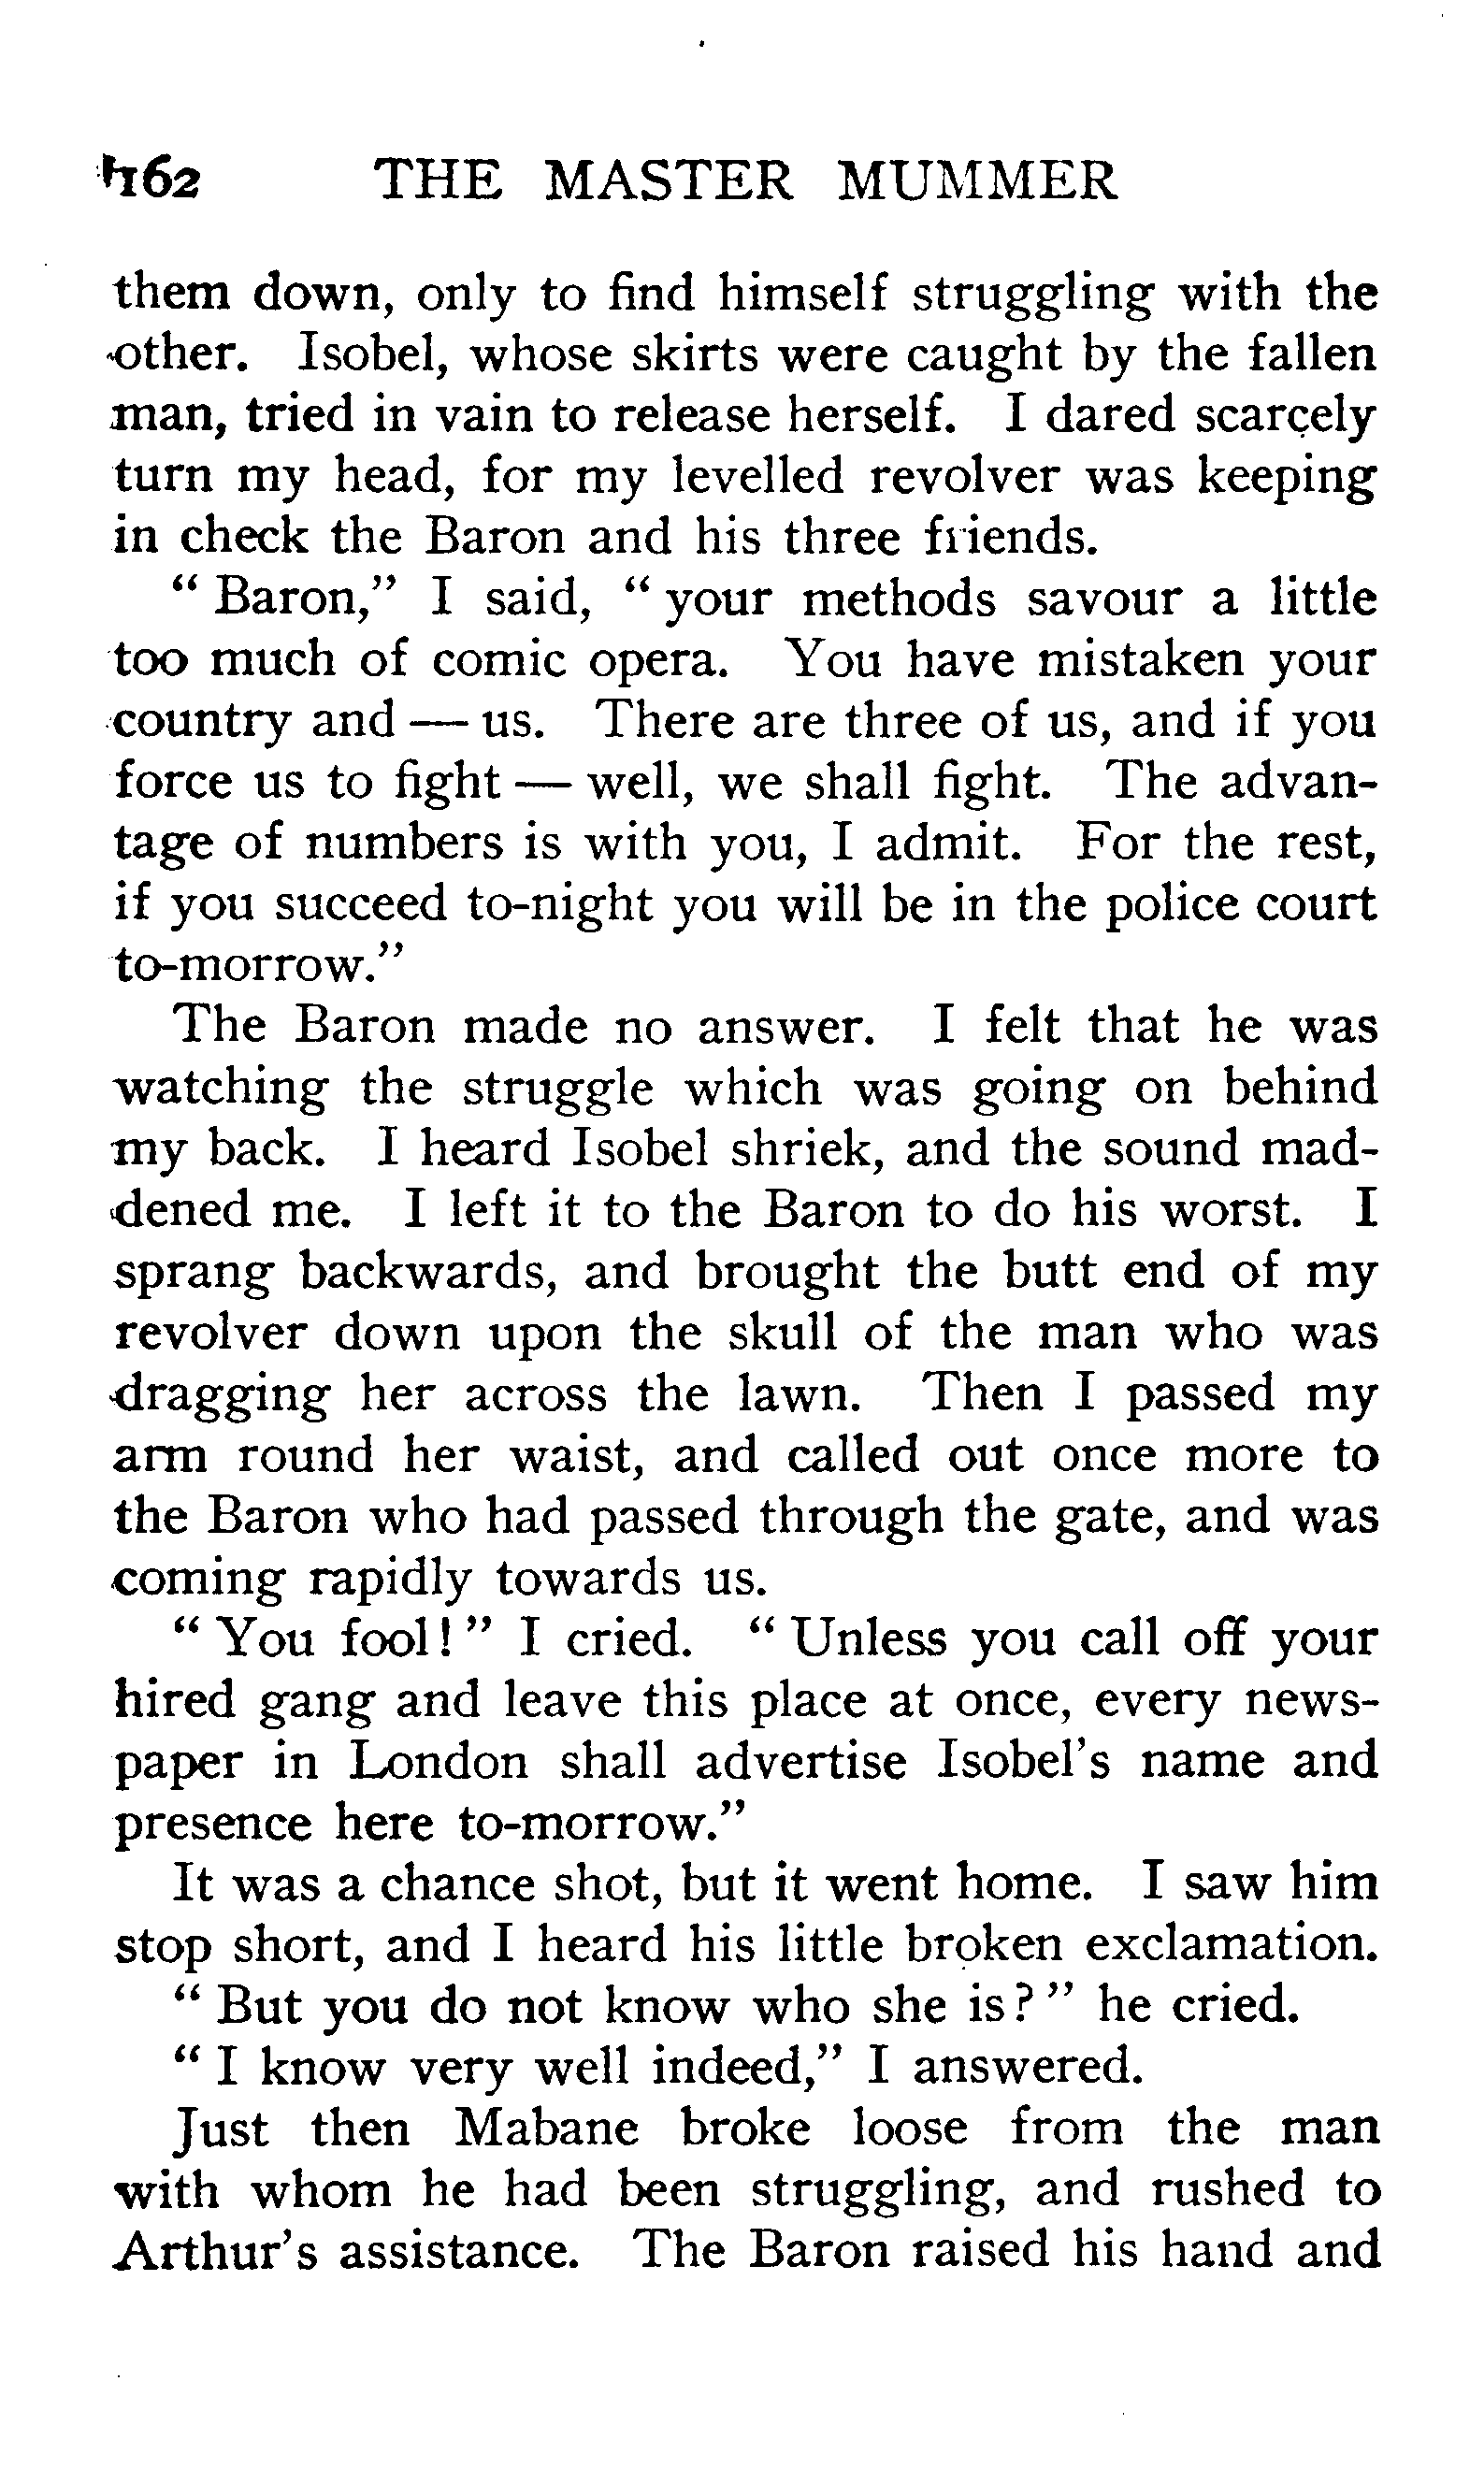 162 THE MASTER MUMMER
them down, only to find himself struggling with the
other. Isobel, whose skirts were caught by the fallen
man, tried in vain to release herself. I dared scarcely
turn my head, for my levelled revolver was keeping
in check the Baron and his three friends.
" Baron," I said, " your methods savour a little
too much of comic opera. You have mistaken your
country and — us. There are three of us, and if you
force us to fight — well, we shall fight. The advan-
tage of numbers is with you, I admit. For the rest,
if you succeed to-night you will be in the police court
to-morrow."
The Baron made no answer. I felt that he was
watching the struggle which was going on behind
my back. I heard Isobel shriek, and the sound mad-
dened me. I left it to the Baron to do his worst. I
sprang backwards, and brought the butt end of my
revolver down upon the skull of the man who was
dragging her across the lawn. Then I passed my
arm round her waist, and called out once more to
the Baron who had passed through the gate, and was
coming rapidly towards us.
" You fool! " I cried. " Unless you call off your
hired gang and leave this place at once, every news-
paper in London shall advertise Isobel's name and
presence here to-morrow."
It was a chance shot, but it went home. I saw him
stop short, and I heard his little broken exclamation.
" But you do not know who she is? " he cried.
" I know very well indeed," I answered.
Just then Mabane broke loose from the man
with whom he had been struggling, and rushed to
Arthur's assistance. The Baron raised his hand and